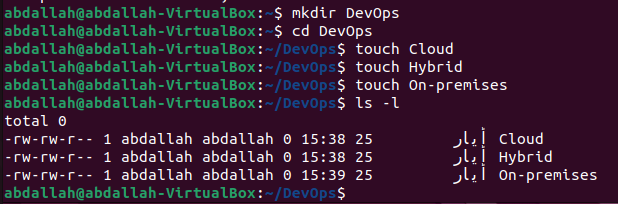 abdallah@abdallah-VirtualBox:~$ mkdir DevOps
abdallah@abdallah-VirtualBox:~$ cd DevOps
abdallah@abdallah-VirtualBox:~/DevOps$ touch Cloud
abdallah@abdallah-VirtualBox:~/DevOps$ touch Hybrid
abdallah@abdallah-VirtualBox:~/DevOps$ touch On-premises
abdallah@abdallah-VirtualBox:~/DevOps$ ls -l
total 0
-rw-rw-r-- 1 abdallah abdallah 0 15:38 25 أيار Cloud
-rw-rw-r-- 1 abdallah abdallah 0 15:38 25 أيار Hybrid
-rw-rw-r-- 1 abdallah abdallah 0 15:39 25 أيار On-premises
abdallah@abdallah-VirtualBox:~/DevOps$